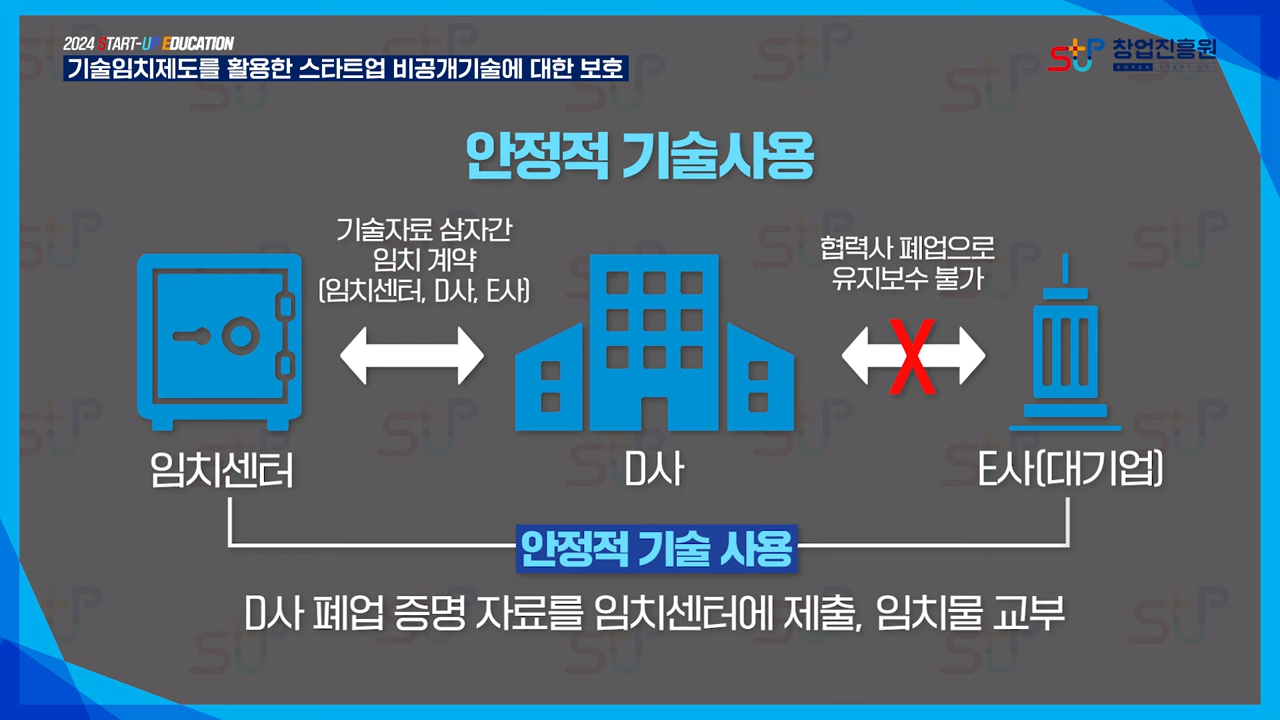 2024 START-UP EDUCATION
기술임치제도를 활용한 스타트업 비공개기술에 대한 보호
StUP 창업진흥원
KOREA START-UP
안정적 기술사용
기술자료 삼자간
임치 계약
(임치센터, D사, E사)
협력사 폐업으로
유지보수 불가
X
임치센터
D사
E사(대기업)
안정적 기술 사용
D사 폐업 증명 자료를 임치센터에 제출, 임치물 교부